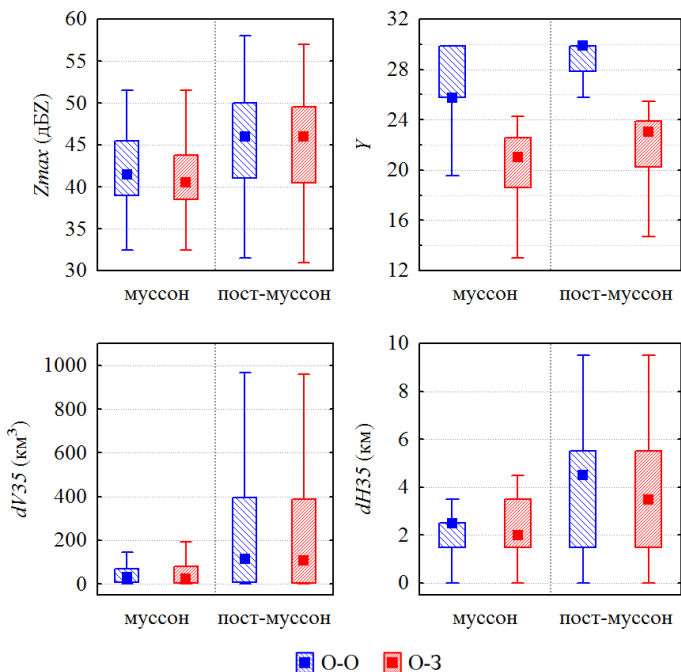 Zmax (дБZ)
60
55
50
45
40
35
30
муссон
пост-муссон
Y
32
28
24
20
16
12
муссон
пост-муссон
dV35 (км³)
1000
800
600
400
200
0
муссон
пост-муссон
dH35 (км)
10
8
6
4
2
0
муссон
пост-муссон
О-О
О-З